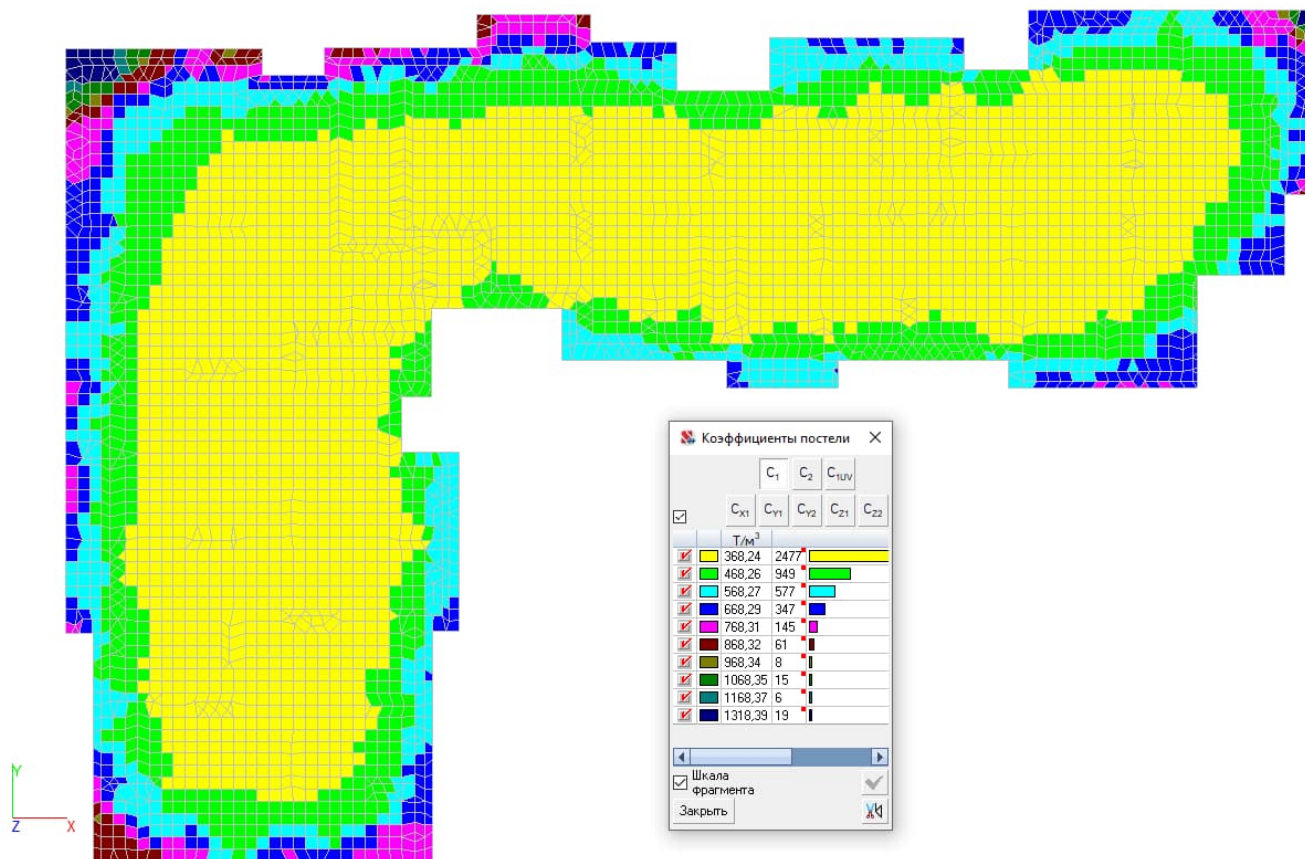 Коэффициенты постели
C1 C2 C1UV
CX1 CY1 CY2 CZ1 CZ2
Т/м³
368,24 2477
468,26 949
568,27 577
668,29 347
768,31 145
868,32 61
968,34 8
1068,35 15
1168,37 6
1318,39 19
Шкала
фрагмента
Закрыть
Y
Z X